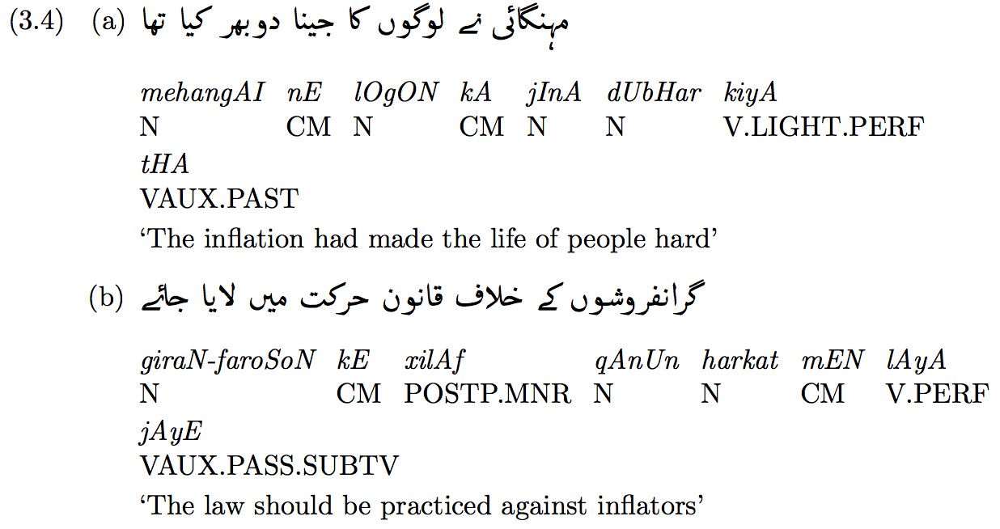 (3.4) (a) مہنگائی نے لوگوں کا جینا دوبھر کیا تھا
mehangAI nE lOgON kA jInA dUbHar kiyA
N CM N CM N N V.LIGHT.PERF
tHA
VAUX.PAST
‘The inflation had made the life of people hard’
(b) گرانفروشوں کے خلاف قانون حرکت میں لایا جائے
giraN-faroSoN kE xilAf qAnUn harkat mEN lAyA
N CM POSTP.MNR N N CM V.PERF
jAyE
VAUX.PASS.SUBTV
‘The law should be practiced against inflators’